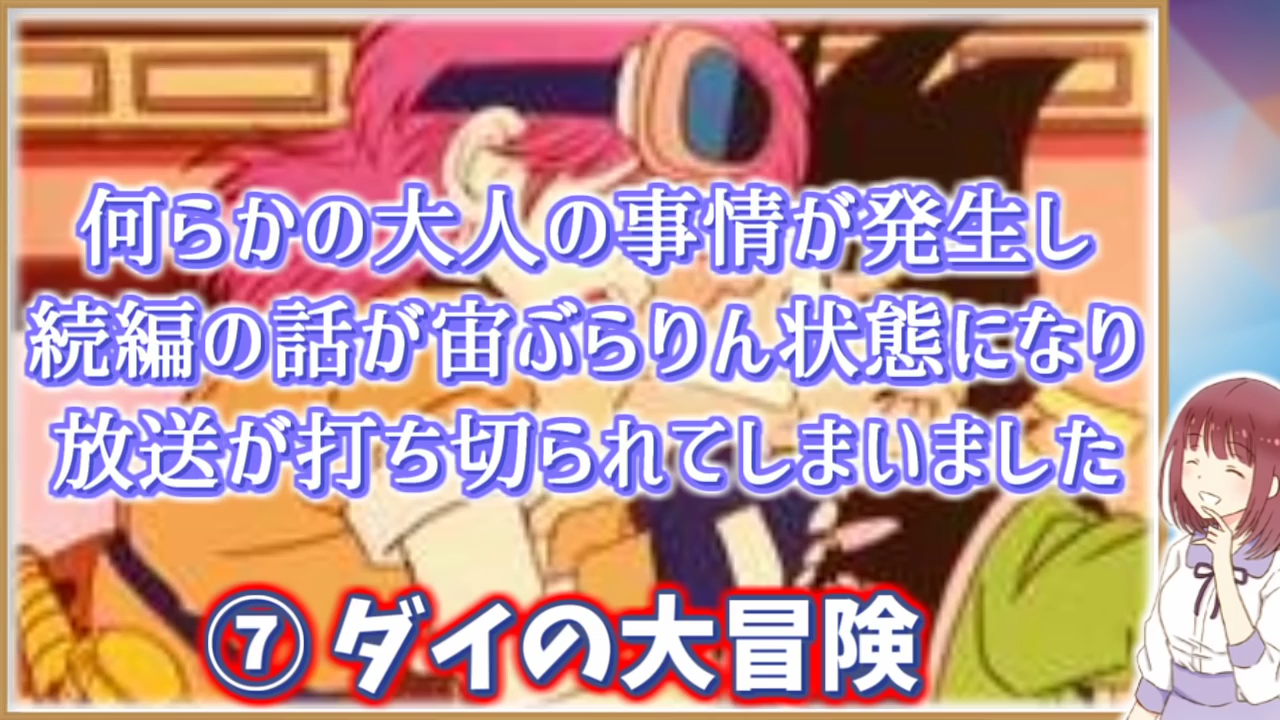 何らかの大人の事情が発生し
続編の話が宙ぶらりん状態になり
放送が打ち切られてしまいました
⑦ダイの大冒険